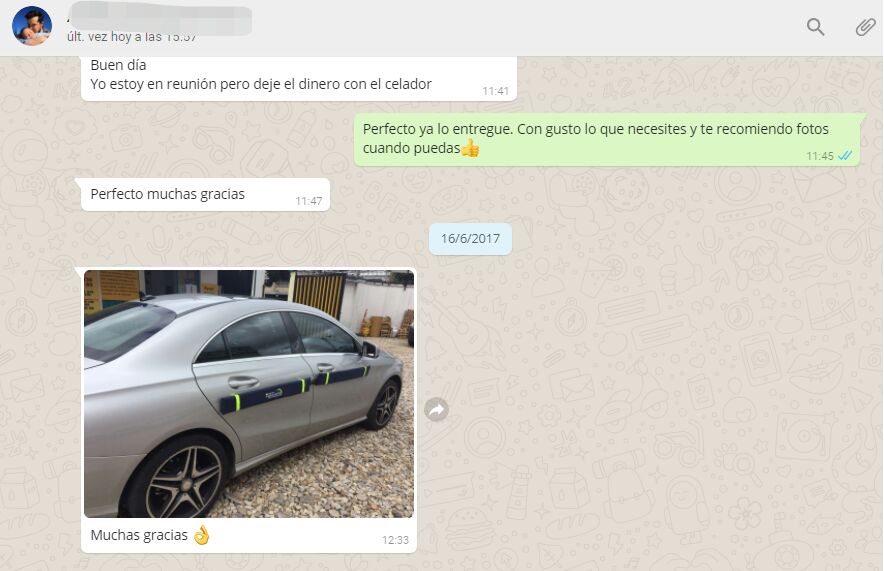 últ. vez hoy a las 15:57
Buen día
Yo estoy en reunión pero deje el dinero con el celador
11:41
Perfecto ya lo entregue. Con gusto lo que necesites y te recomiendo fotos
cuando puedas👍
11:45
Perfecto muchas gracias
11:47
16/6/2017
Muchas gracias 👌
12:33